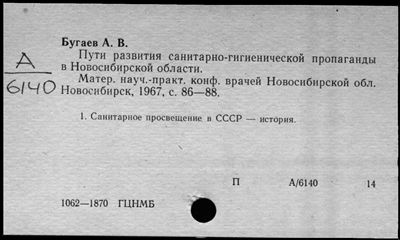 Бугаев А. В.
А
6140
Пути развития санитарно-гигиенической пропаганды
в Новосибирской области.
Матер. науч.-практ. конф. врачей Новосибирской обл.
Новосибирск, 1967, с. 86—88.
1. Санитарное просвещение в СССР — история.
П А/6140 14
1062—1870 ГЦНМБ